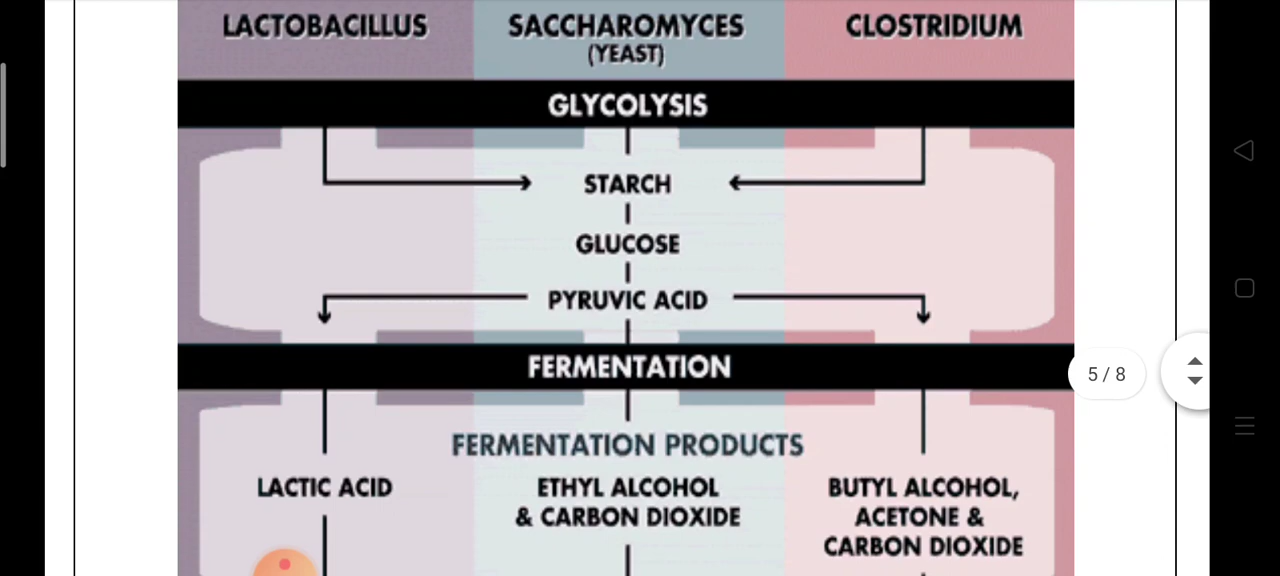 LACTOBACILLUS
SACCHAROMYCES
(YEAST)
CLOSTRIDIUM
GLYCOLYSIS
STARCH
GLUCOSE
PYRUVIC ACID
FERMENTATION
5 / 8
FERMENTATION PRODUCTS
LACTIC ACID
ETHYL ALCOHOL
& CARBON DIOXIDE
BUTYL ALCOHOL,
ACETONE &
CARBON DIOXIDE